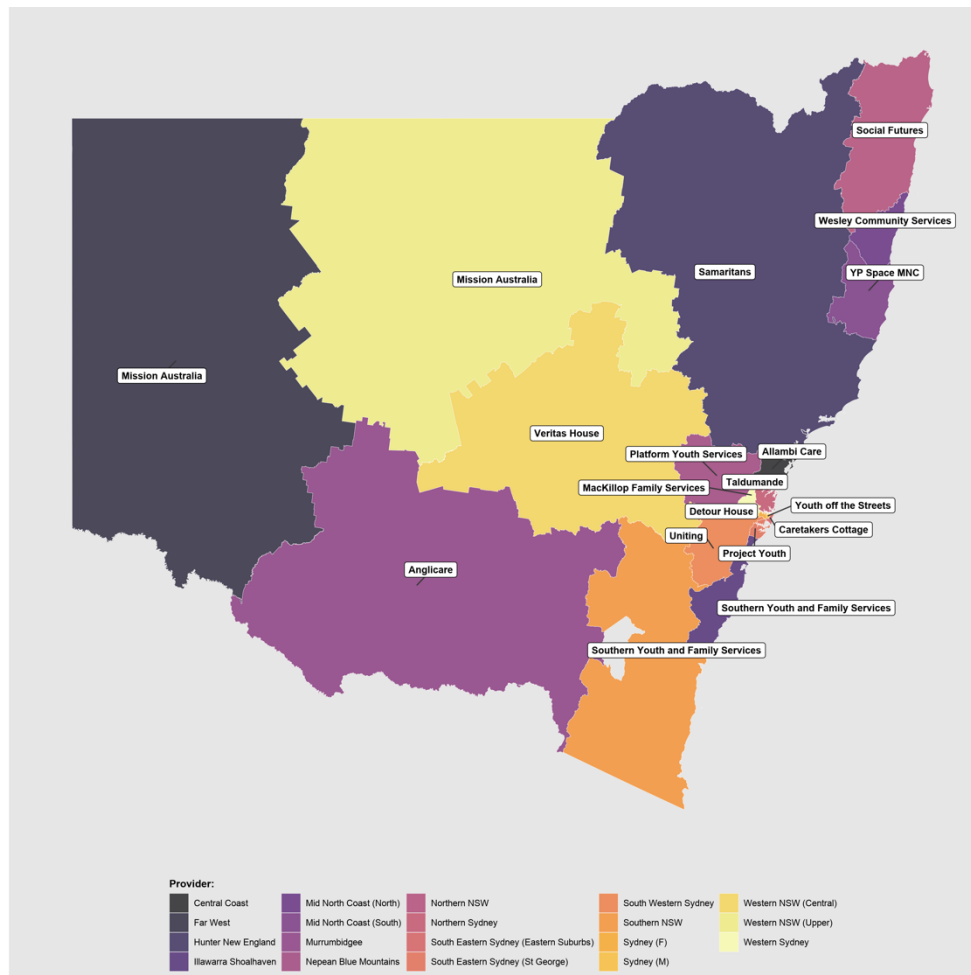 Social Futures
Wesley Community Services
Samaritans
YP Space MNC
Mission Australia
Mission Australia
Veritas House
Platform Youth Services
Allambi Care
Taldumande
MacKillop Family Services
Youth off the Streets
Detour House
Caretakers Cottage
Uniting
Project Youth
Anglicare
Southern Youth and Family Services
Southern Youth and Family Services
Provider:
Central Coast
Far West
Hunter New England
Illawarra Shoalhaven
Mid North Coast (North)
Mid North Coast (South)
Murrumbidgee
Nepean Blue Mountains
Northern NSW
Northern Sydney
South Eastern Sydney (Eastern Suburbs)
South Eastern Sydney (St George)
South Western Sydney
Southern NSW
Sydney (F)
Sydney (M)
Western NSW (Central)
Western NSW (Upper)
Western Sydney